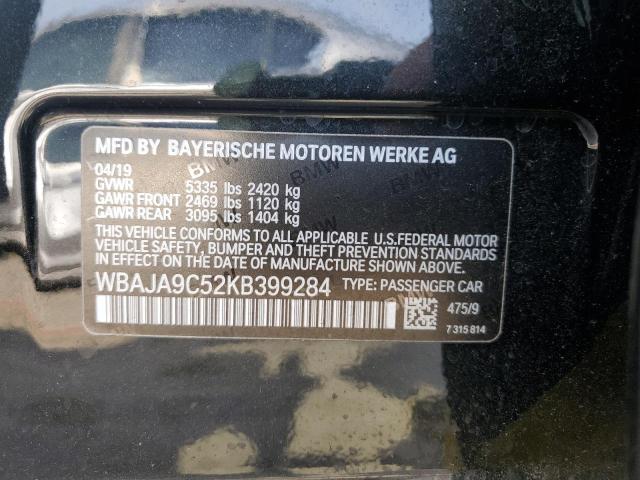 MFD BY BAYERISCHE MOTOREN WERKE AG
04/19
GVWR 5335 lbs 2420 kg
GAWR FRONT 2469 lbs 1120 kg
GAWR REAR 3095 lbs 1404 kg
THIS VEHICLE CONFORMS TO ALL APPLICABLE U.S.FEDERAL MOTOR
VEHICLE SAFETY, BUMPER AND THEFT PREVENTION STANDARDS
IN EFFECT ON THE DATE OF MANUFACTURE SHOWN ABOVE.
WBAJA9C52KB399284 TYPE: PASSENGER CAR
475/9
7 315 814